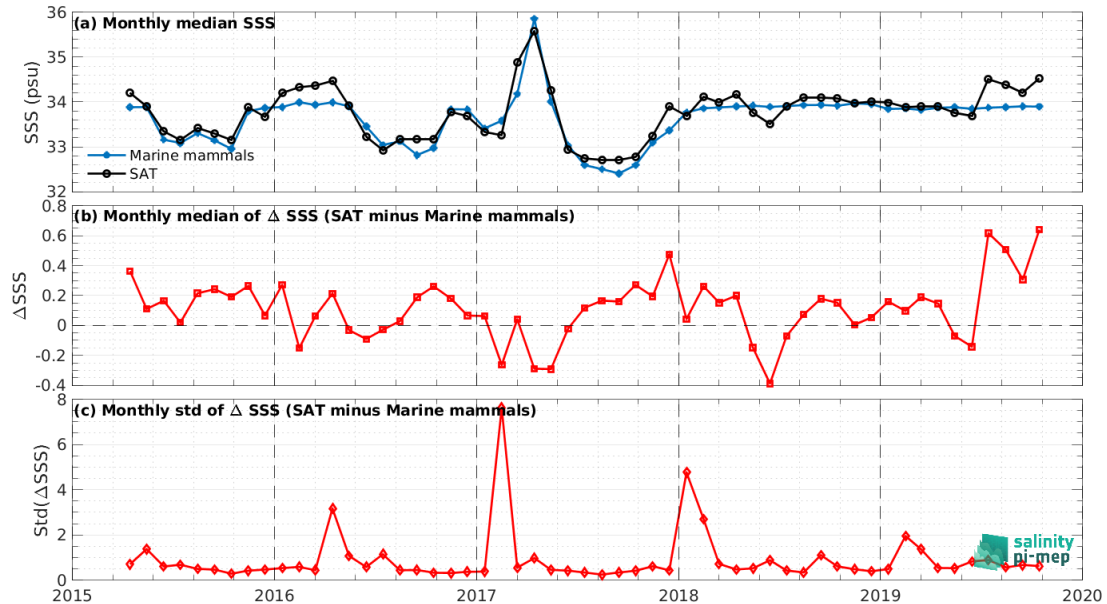 36
(a) Monthly median SSS
35
34
33
32
SSS (psu)
Marine mammals
SAT
0.8
(b) Monthly median of Δ SSS (SAT minus Marine mammals)
0.6
0.4
0.2
0
-0.2
-0.4
ΔSSS
8
(c) Monthly std of Δ SSS (SAT minus Marine mammals)
6
4
2
0
Std(ΔSSS)
salinity
pi-mep
2015 2016 2017 2018 2019 2020